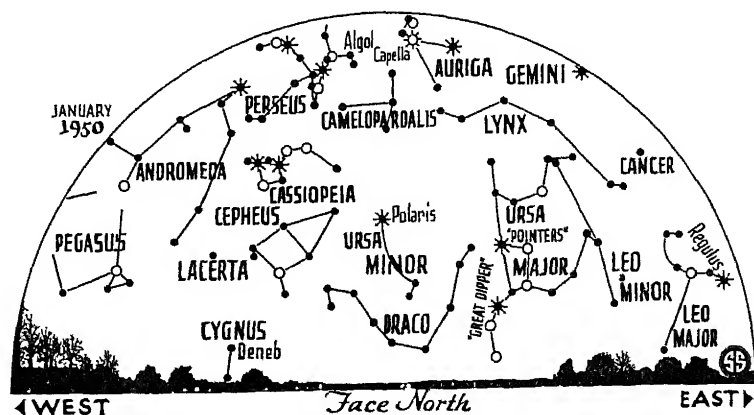 Algol
Capella
AURIGA
GEMINI
JANUARY
1950
PERSEUS
CAMELOPARDALIS
LYNX
ANDROMEDA
CANCER
CASSIOPEIA
CEPHEUS
Polaris
URSA
"POINTERS"
MAJOR
PEGASUS
URSA
MINOR
Regulus
LACERTA
LEO
MINOR
"GREAT DIPPER"
DRACO
LEO
MAJOR
CYGNUS
Deneb
SS
WEST
Face North
EAST